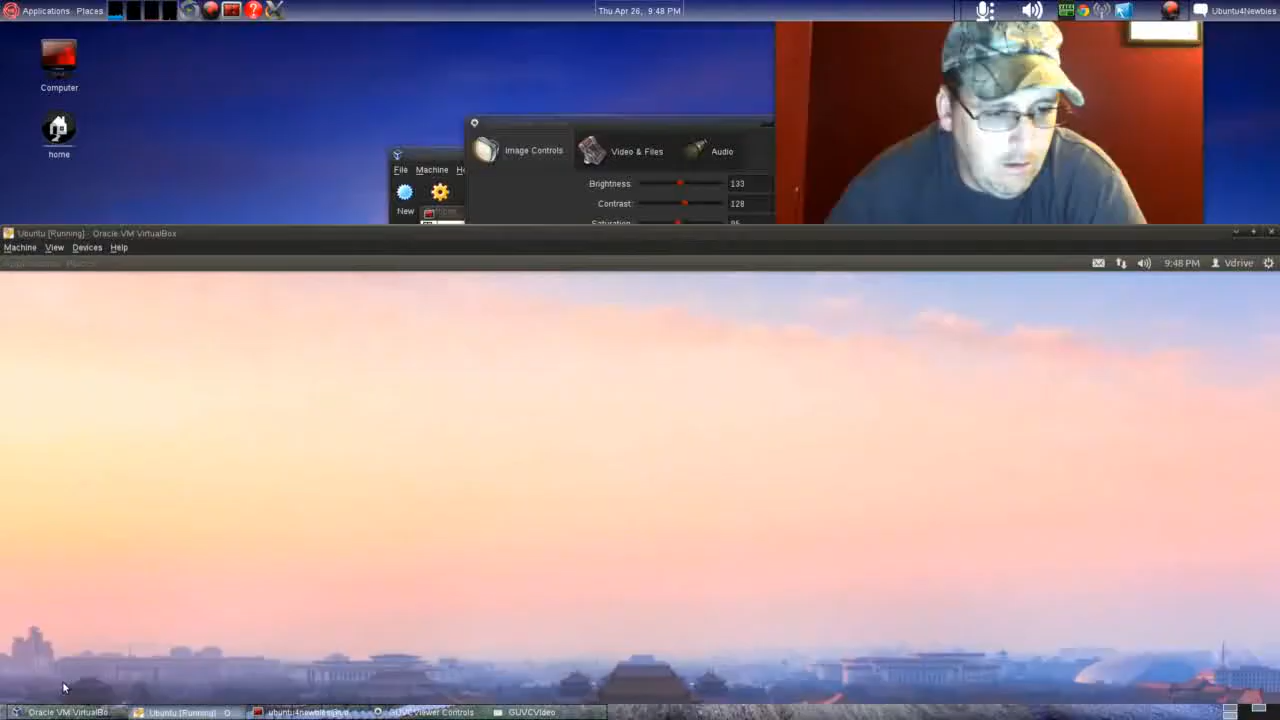 Applications Places
Thu Apr 26, 9:48 PM
Ubuntu4Newbies
Computer
home
Image Controls Video & Files Audio
File Machine
New
Brightness: 133
Contrast: 128
Ubuntu [Running] - Oracle VM VirtualBox
Machine View Devices Help
9:48 PM Vdrive
Oracle VM VirtualBo Ubuntu [Running] - O GUVCViewer Controls GUVCVideo